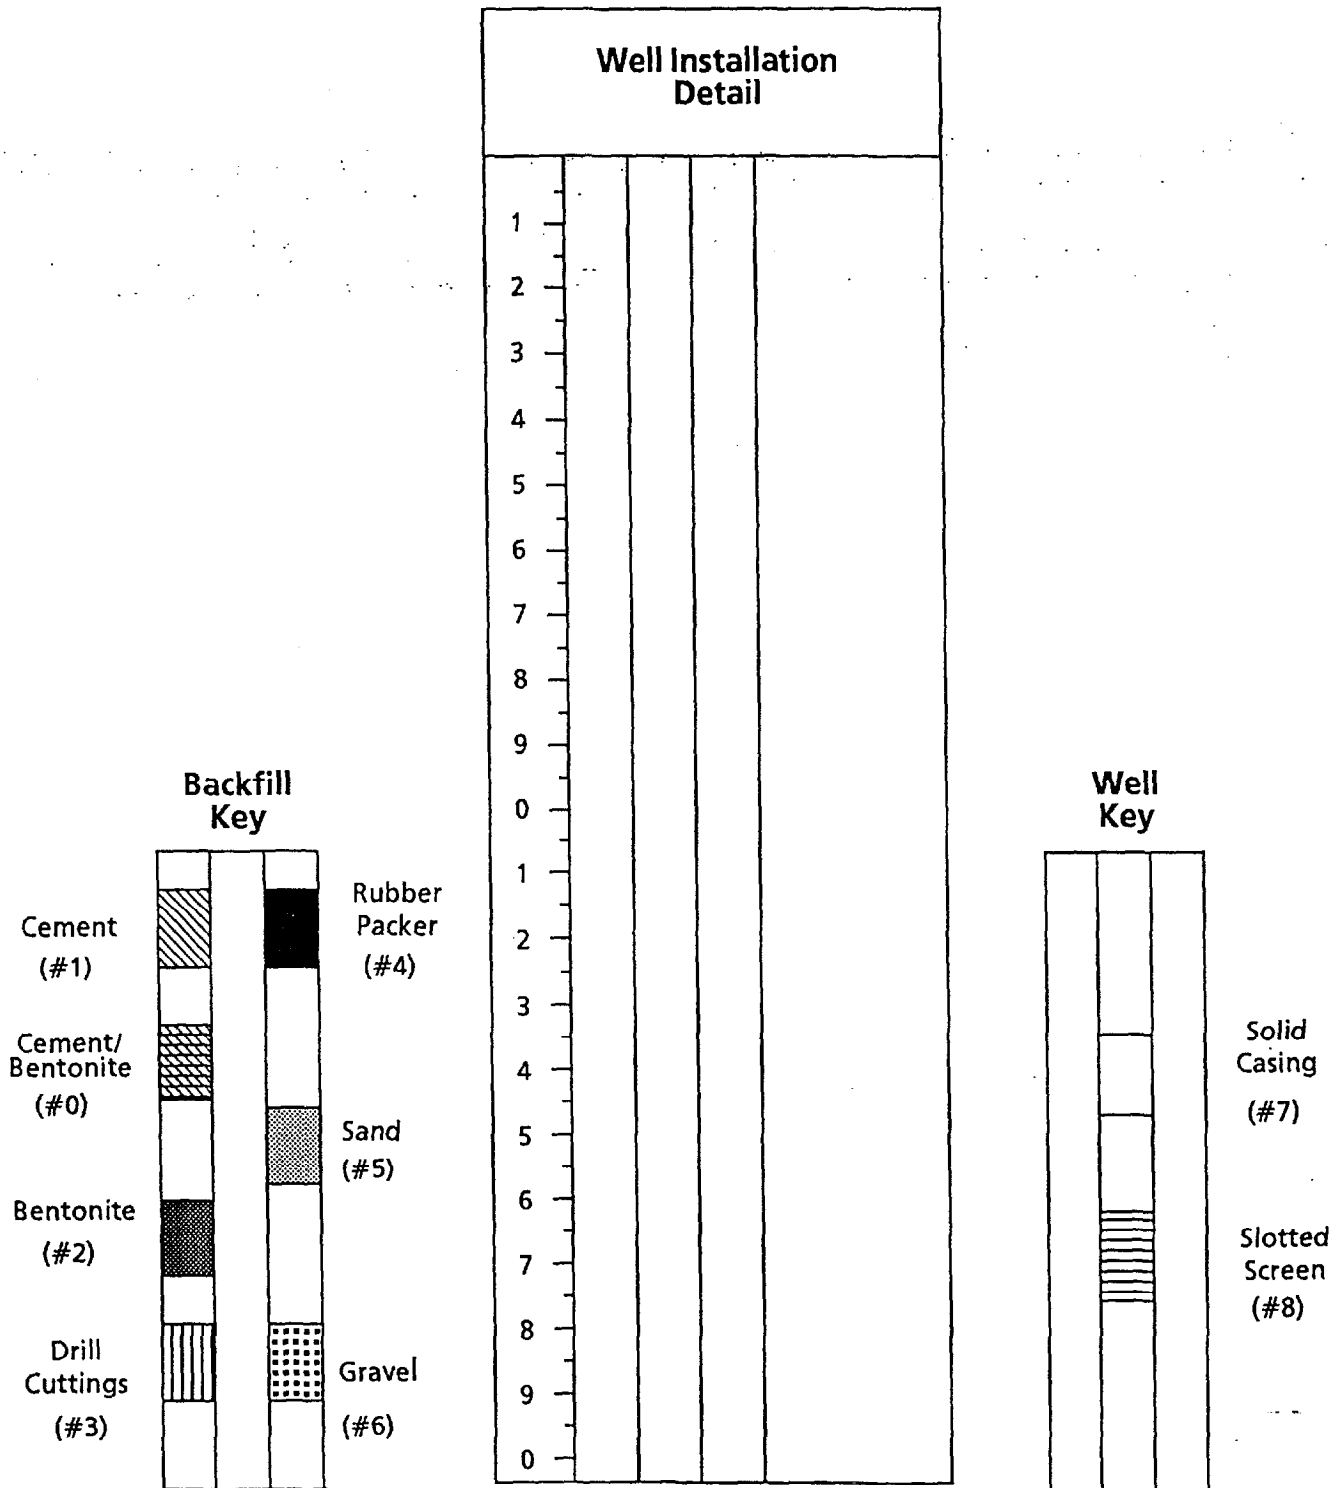 Well Installation
Detail
1
2
3
4
5
6
7
8
9
0
1
2
3
4
5
6
7
8
9
0
Backfill
Key
Cement
(#1)
Cement/
Bentonite
(#0)
Bentonite
(#2)
Drill
Cuttings
(#3)
Rubber
Packer
(#4)
Sand
(#5)
Gravel
(#6)
Well
Key
Solid
Casing
(#7)
Slotted
Screen
(#8)